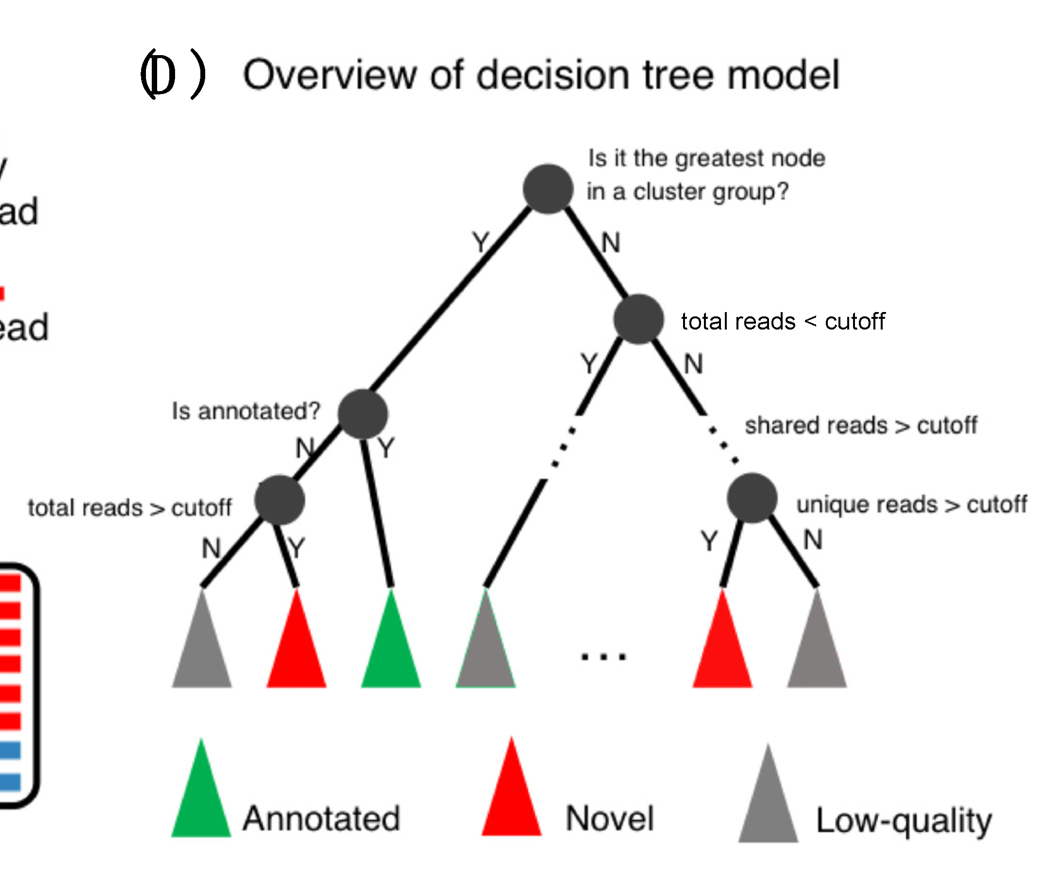 (D) Overview of decision tree model
ad
ead
Is it the greatest node
in a cluster group?
Y
N
total reads < cutoff
Y
N
Is annotated?
N
Y
shared reads > cutoff
total reads > cutoff
unique reads > cutoff
N
Y
Y
N
...
Annotated
Novel
Low-quality